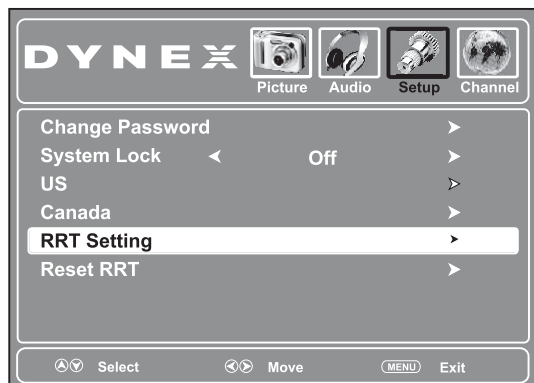 DYNEX
Picture Audio Setup Channel
Change Password
System Lock Off
US
Canada
RRT Setting
Reset RRT
Select Move MENU Exit